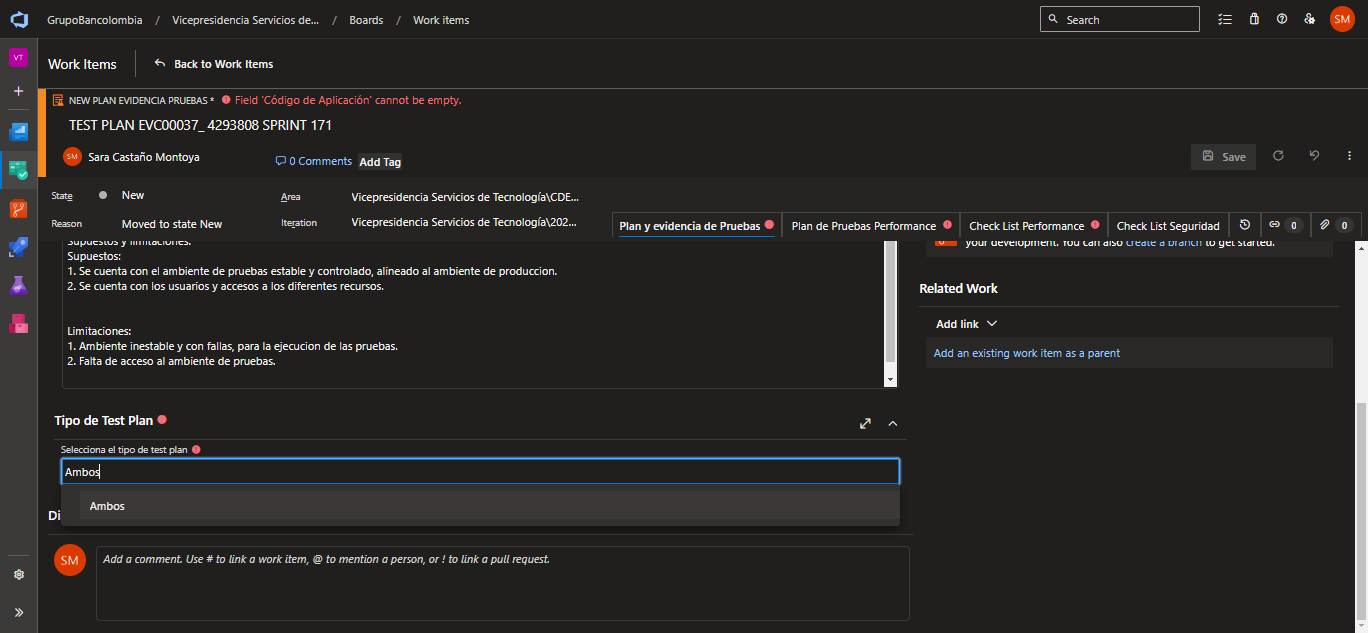 GrupoBancolombia / Vicepresidencia Servicios de... / Boards / Work items
Search
SM
VT
Work Items
Back to Work Items
NEW PLAN EVIDENCIA PRUEBAS * Field 'Código de Aplicación' cannot be empty.
TEST PLAN EVC00037_ 4293808 SPRINT 171
SM Sara Castaño Montoya
0 Comments
Add Tag
Save
State New
Area Vicepresidencia Servicios de Tecnología\CDE...
Reason Moved to state New
Iteration Vicepresidencia Servicios de Tecnología\202...
Plan y evidencia de Pruebas
Plan de Pruebas Performance
Check List Performance
Check List Seguridad
0
0
Supuestos y limitaciones:
Supuestos:
1. Se cuenta con el ambiente de pruebas estable y controlado, alineado al ambiente de produccion.
2. Se cuenta con los usuarios y accesos a los diferentes recursos.
Limitaciones:
1. Ambiente inestable y con fallas, para la ejecucion de las pruebas.
2. Falta de acceso al ambiente de pruebas.
your development. You can also create a branch to get started.
Related Work
Add link
Add an existing work item as a parent
Tipo de Test Plan
Selecciona el tipo de test plan
Ambos
Ambos
Di
SM
Add a comment. Use # to link a work item, @ to mention a person, or ! to link a pull request.